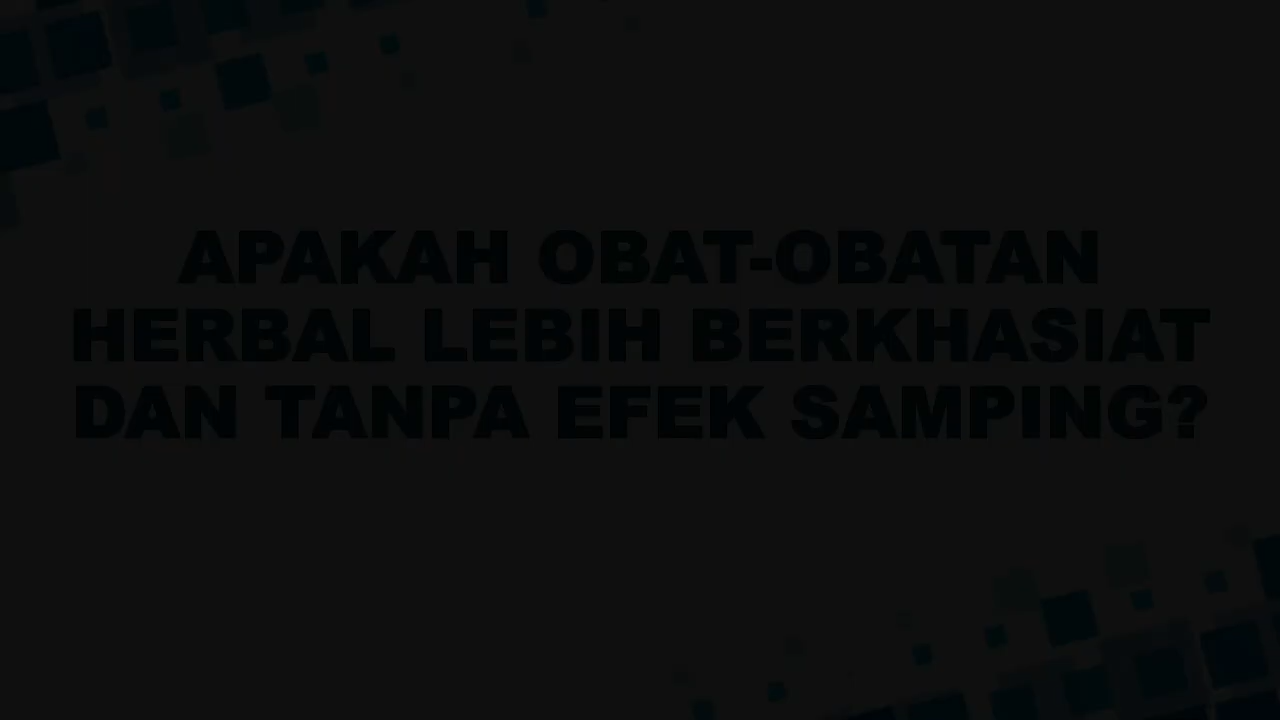 APAKAH OBAT-OBATAN
HERBAL LEBIH BERKHASIAT
DAN TANPA EFEK SAMPING?